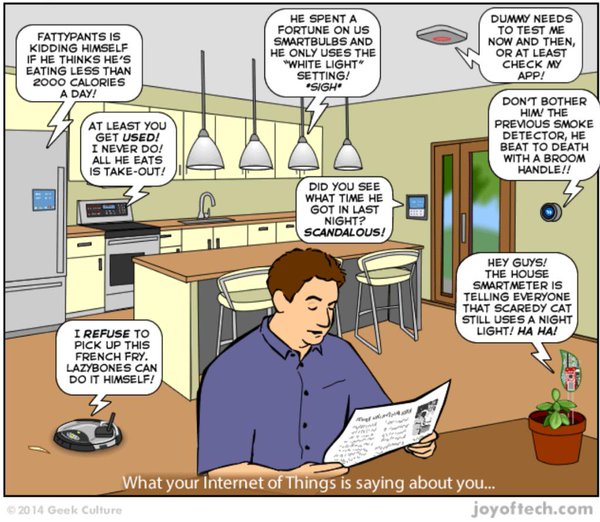 FATTYPANTS IS
KIDDING HIMSELF
IF HE THINKS HE'S
EATING LESS THAN
2000 CALORIES
A DAY!
HE SPENT A
FORTUNE ON US
SMARTBULBS AND
HE ONLY USES THE
"WHITE LIGHT"
SETTING!
*SIGH*
DUMMY NEEDS
TO TEST ME
NOW AND THEN,
OR AT LEAST
CHECK MY
APP!
AT LEAST YOU
GET USED!
I NEVER DO!
ALL HE EATS
IS TAKE-OUT!
DON'T BOTHER
HIM! THE
PREVIOUS SMOKE
DETECTOR, HE
BEAT TO DEATH
WITH A BROOM
HANDLE!!
DID YOU SEE
WHAT TIME HE
GOT IN LAST
NIGHT?
SCANDALOUS!
HEY GUYS!
THE HOUSE
SMARTMETER IS
TELLING EVERYONE
THAT SCAREDY CAT
STILL USES A NIGHT
LIGHT! HA HA!
I REFUSE TO
PICK UP THIS
FRENCH FRY.
LAZYBONES CAN
DO IT HIMSELF!
What your Internet of Things is saying about you...
© 2014 Geek Culture
joyoftech.com